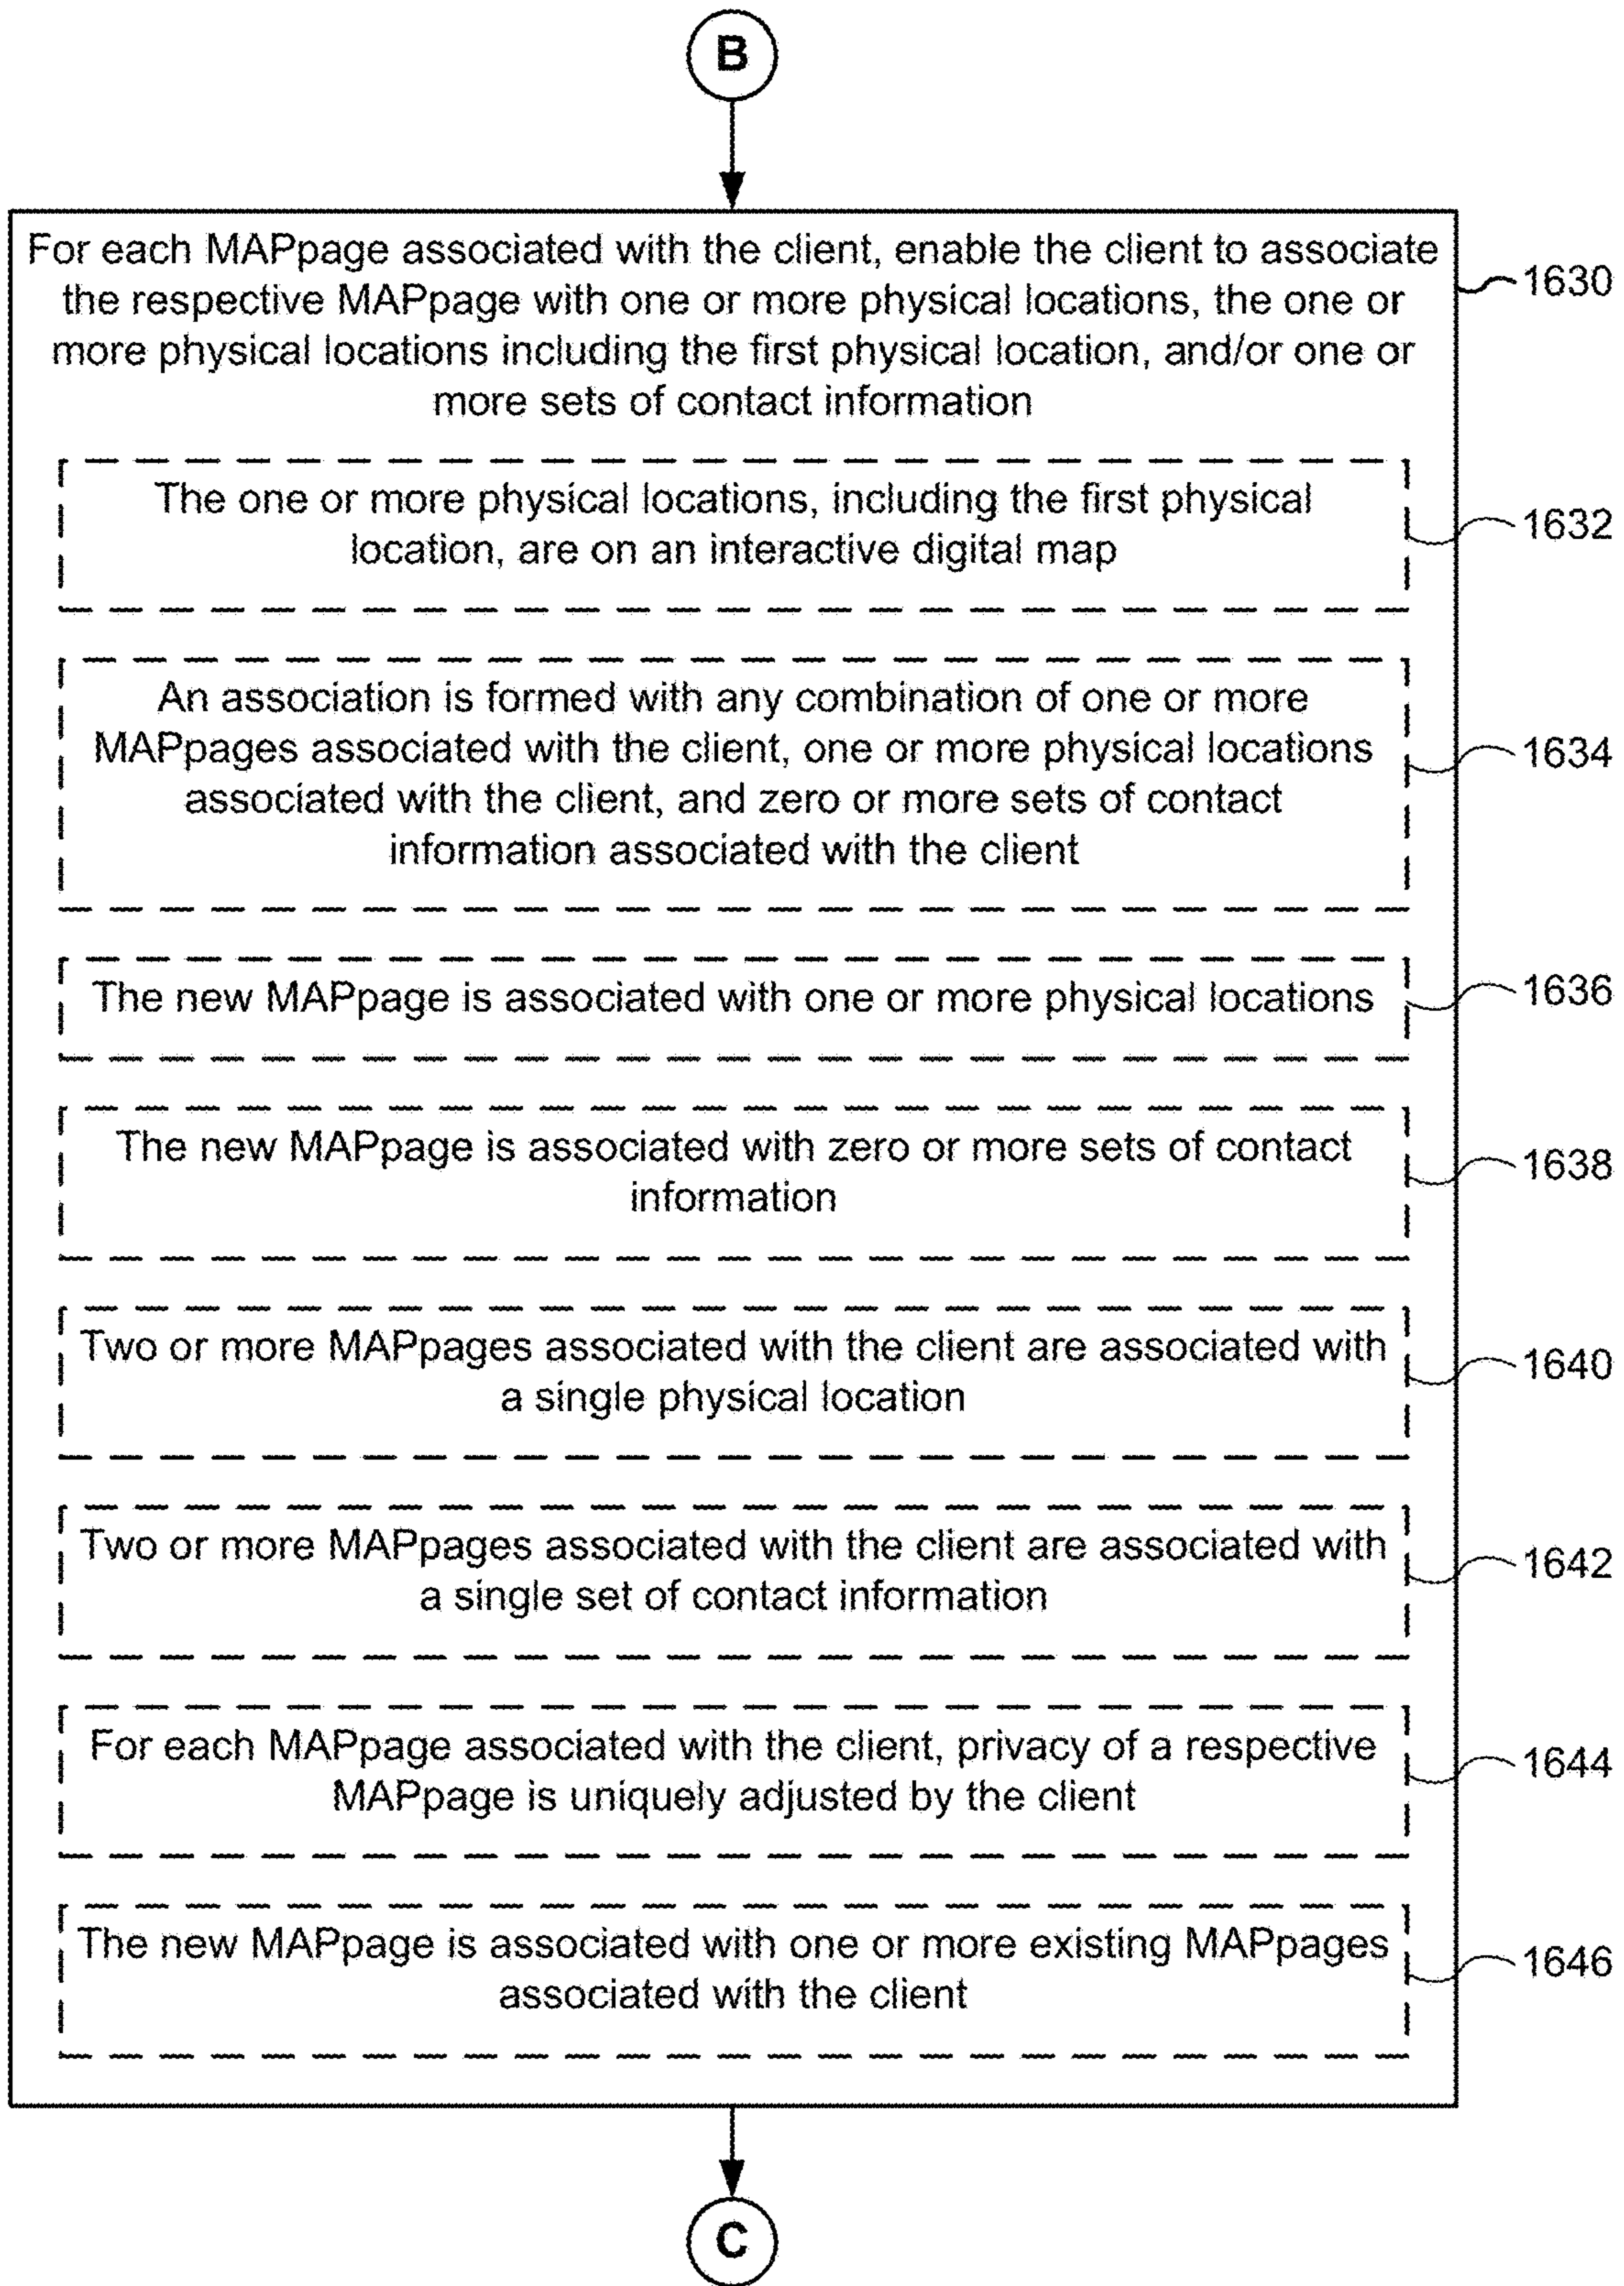 B
For each MAPpage associated with the client, enable the client to associate
the respective MAPpage with one or more physical locations, the one or
more physical locations including the first physical location, and/or one or
more sets of contact information
1630
The one or more physical locations, including the first physical
location, are on an interactive digital map
1632
An association is formed with any combination of one or more
MAPpages associated with the client, one or more physical locations
associated with the client, and zero or more sets of contact
information associated with the client
1634
The new MAPpage is associated with one or more physical locations
1636
The new MAPpage is associated with zero or more sets of contact
information
1638
Two or more MAPpages associated with the client are associated with
a single physical location
1640
Two or more MAPpages associated with the client are associated with
a single set of contact information
1642
For each MAPpage associated with the client, privacy of a respective
MAPpage is uniquely adjusted by the client
1644
The new MAPpage is associated with one or more existing MAPpages
associated with the client
1646
C